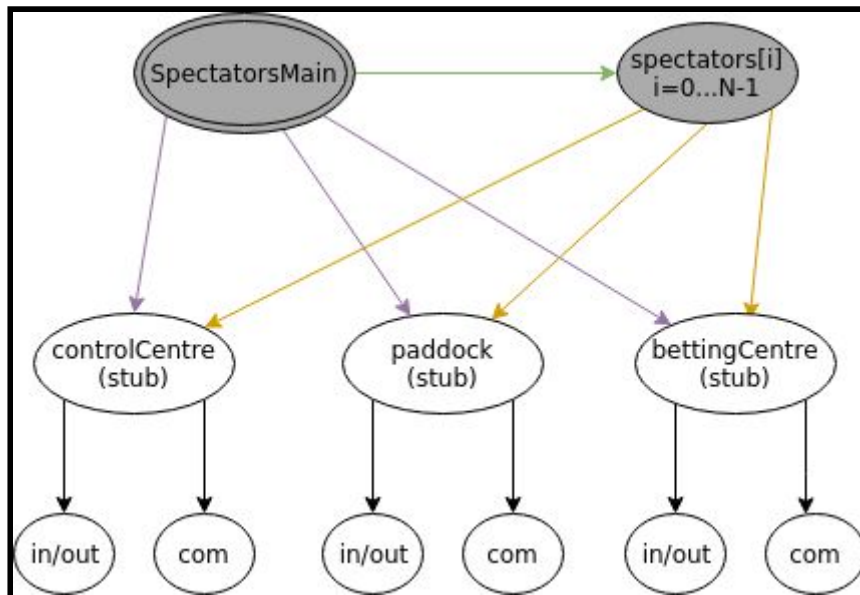 SpectatorsMain
spectators[i]
i=0...N-1
controlCentre
(stub)
paddock
(stub)
bettingCentre
(stub)
in/out
com
in/out
com
in/out
com